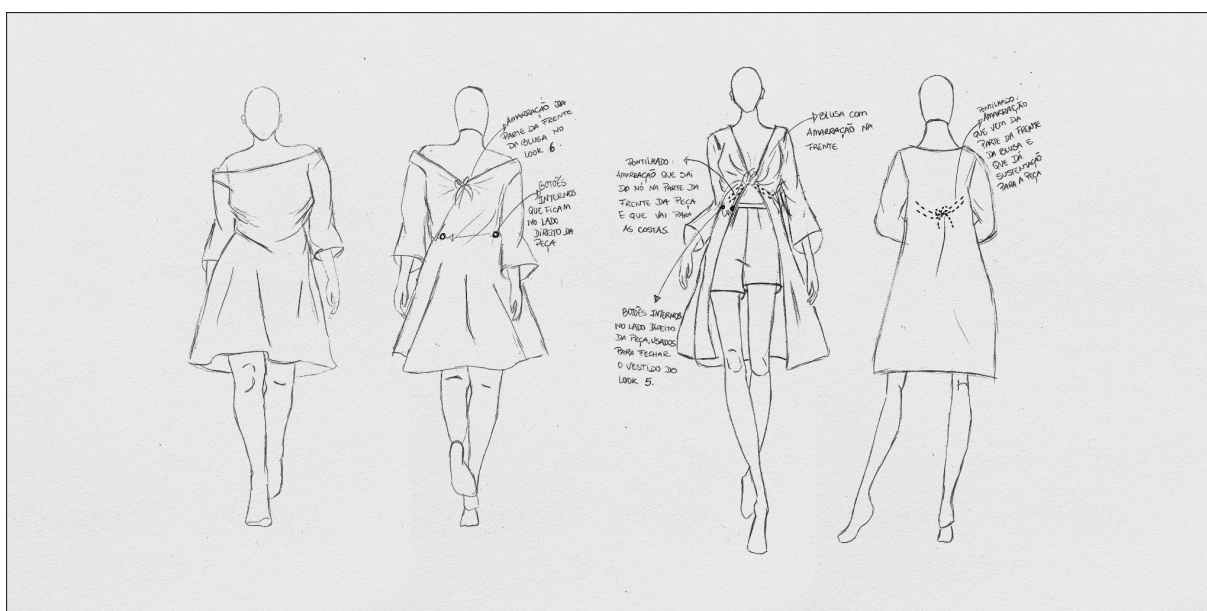 AMARRAÇÃO DA
PARTE DA FRENTE
DA BLUSA NO
LOOK 6.
BOTÕES
INTERNOS
QUE FICAM
NO LADO
DIREITO DA
PEÇA
PONTILHADO:
AMARRAÇÃO QUE SAI
DO NÓ NA PARTE DA
FRENTE DA PEÇA
E QUE VAI PARA
AS COSTAS.
BLUSA COM
AMARRAÇÃO NA
FRENTE
BOTÕES INTERNOS
NO LADO DIREITO
DA PEÇA, USADOS
PARA FECHAR
O VESTIDO DO
LOOK 5.
PONTILHADO:
AMARRAÇÃO
QUE VEM DA
PARTE DA FRENTE
DA BLUSA E
QUE DÁ
SUSTENTAÇÃO
PARA A PEÇA